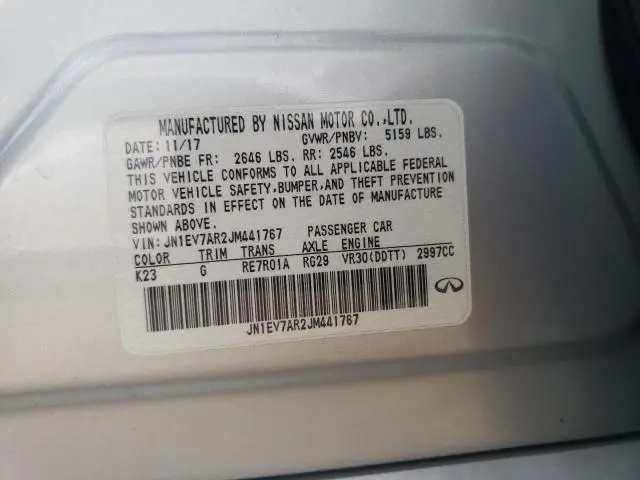 MANUFACTURED BY NISSAN MOTOR CO.,LTD.
DATE: 11/17 GVWR/PNBV: 5159 LBS.
GAWR/PNBE FR: 2646 LBS. RR: 2546 LBS.
THIS VEHICLE CONFORMS TO ALL APPLICABLE FEDERAL
MOTOR VEHICLE SAFETY,BUMPER,AND THEFT PREVENTION
STANDARDS IN EFFECT ON THE DATE OF MANUFACTURE
SHOWN ABOVE.
VIN: JN1EV7AR2JM441767 PASSENGER CAR
COLOR TRIM TRANS AXLE ENGINE
K23 G RE7R01A RG29 VR30(DDTT) 2997CC
JN1EV7AR2JM441767